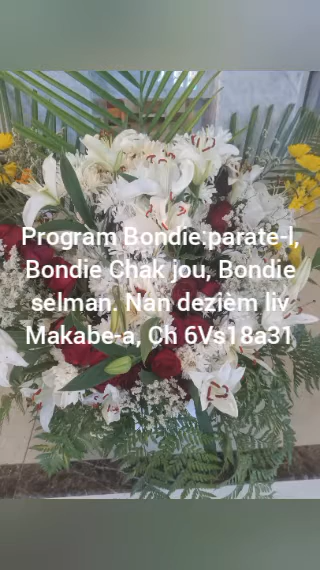 Program Bondie:parate-l,
Bondie Chak jou, Bondie
selman. Nan dezièm liv
Makabe-a, Ch 6Vs18a31